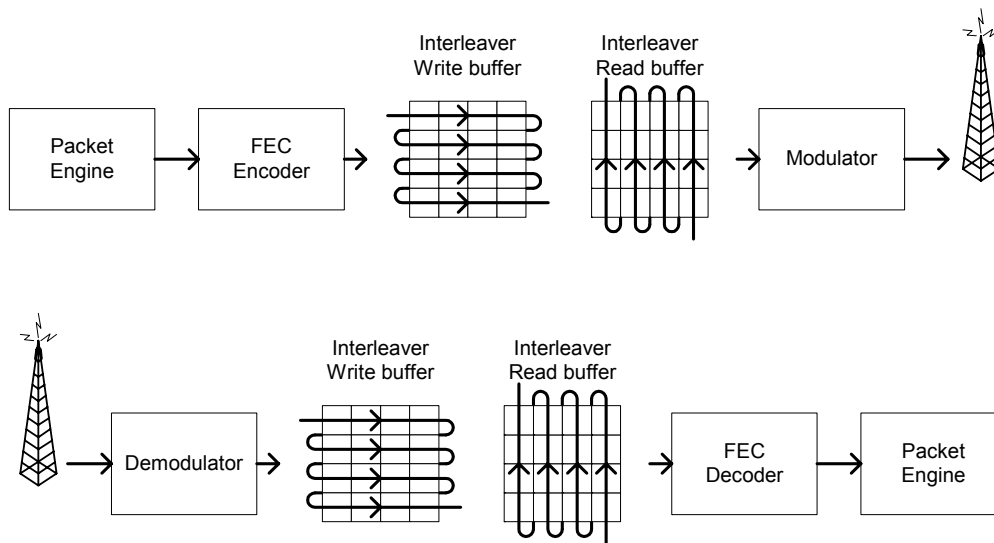 Interleaver
Write buffer
Interleaver
Read buffer
Packet
Engine
FEC
Encoder
Modulator
Interleaver
Write buffer
Interleaver
Read buffer
Demodulator
FEC
Decoder
Packet
Engine